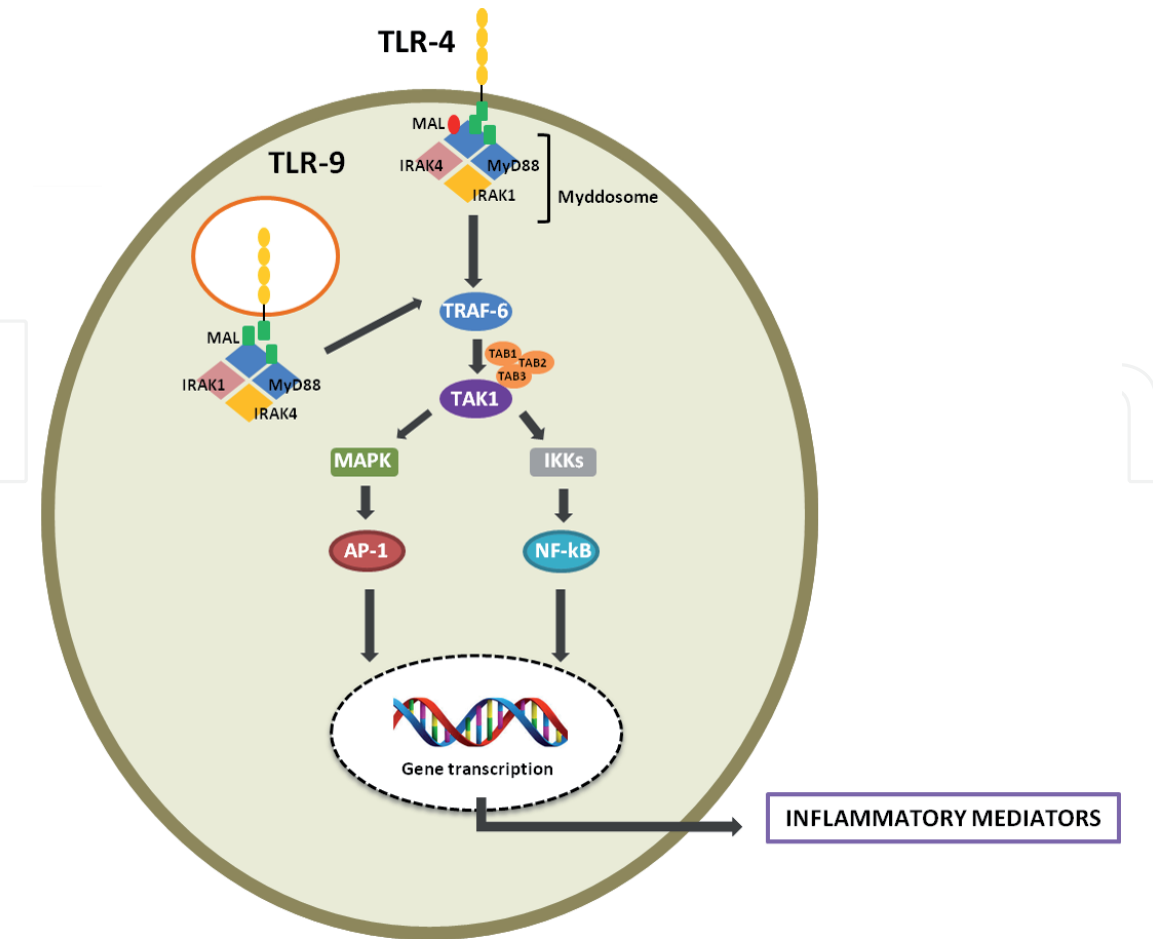 TLR-4
MAL
IRAK4
MyD88
IRAK1
Myddosome
TLR-9
MAL
IRAK1
MyD88
IRAK4
TRAF-6
TAB1
TAB2
TAB3
TAK1
MAPK
IKKs
AP-1
NF-kB
Gene transcription
INFLAMMATORY MEDIATORS